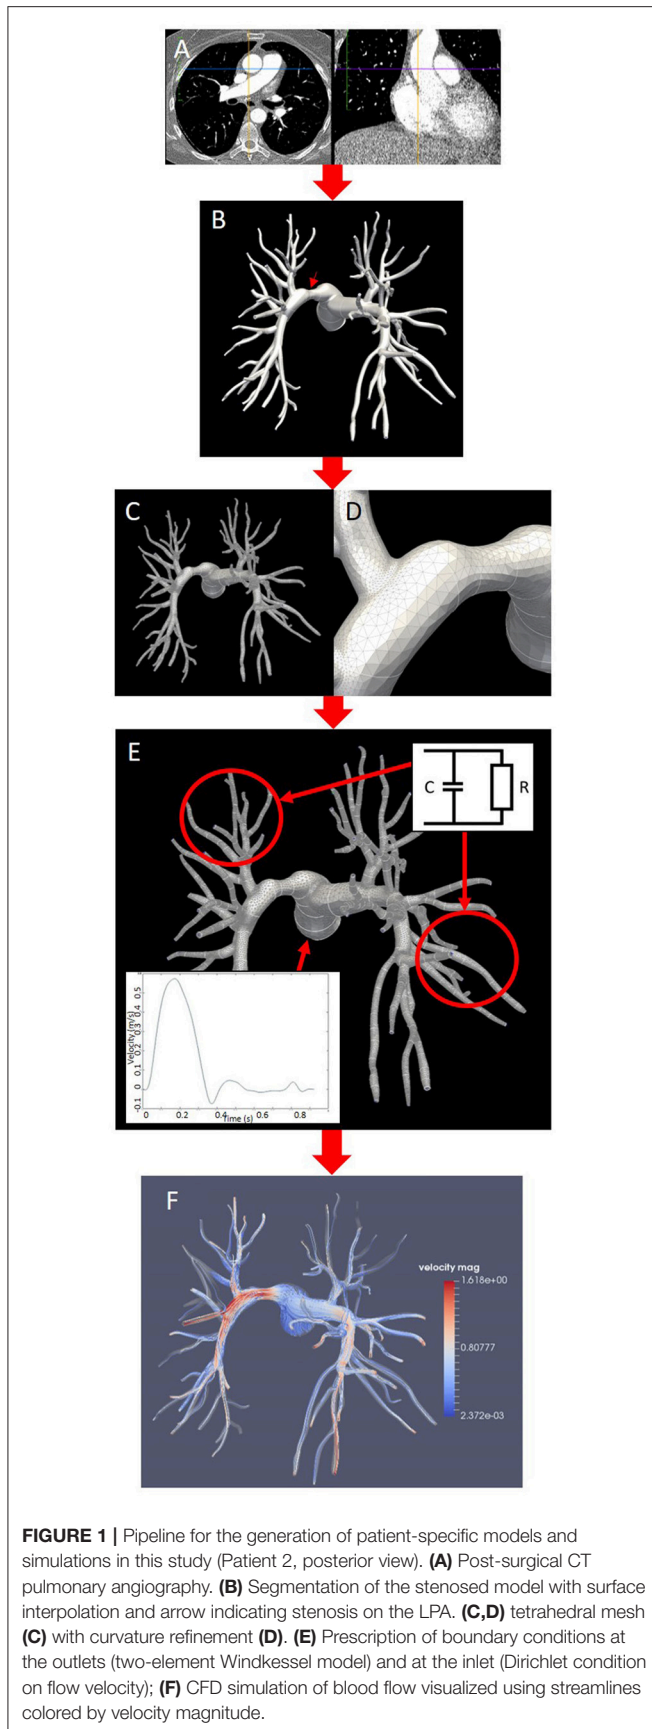 A
B
C
D
E
C
R
0.5
0.4
0.3
0.2
0.1
0
-0.1
Velocity (m/s)
0
0.2
0.4
0.6
0.8
Time (s)
F
velocity mag
1.618e+00
0.80777
2.372e-03
FIGURE 1 | Pipeline for the generation of patient-specific models and
simulations in this study (Patient 2, posterior view). (A) Post-surgical CT
pulmonary angiography. (B) Segmentation of the stenosed model with surface
interpolation and arrow indicating stenosis on the LPA. (C,D) tetrahedral mesh
(C) with curvature refinement (D). (E) Prescription of boundary conditions at
the outlets (two-element Windkessel model) and at the inlet (Dirichlet condition
on flow velocity); (F) CFD simulation of blood flow visualized using streamlines
colored by velocity magnitude.